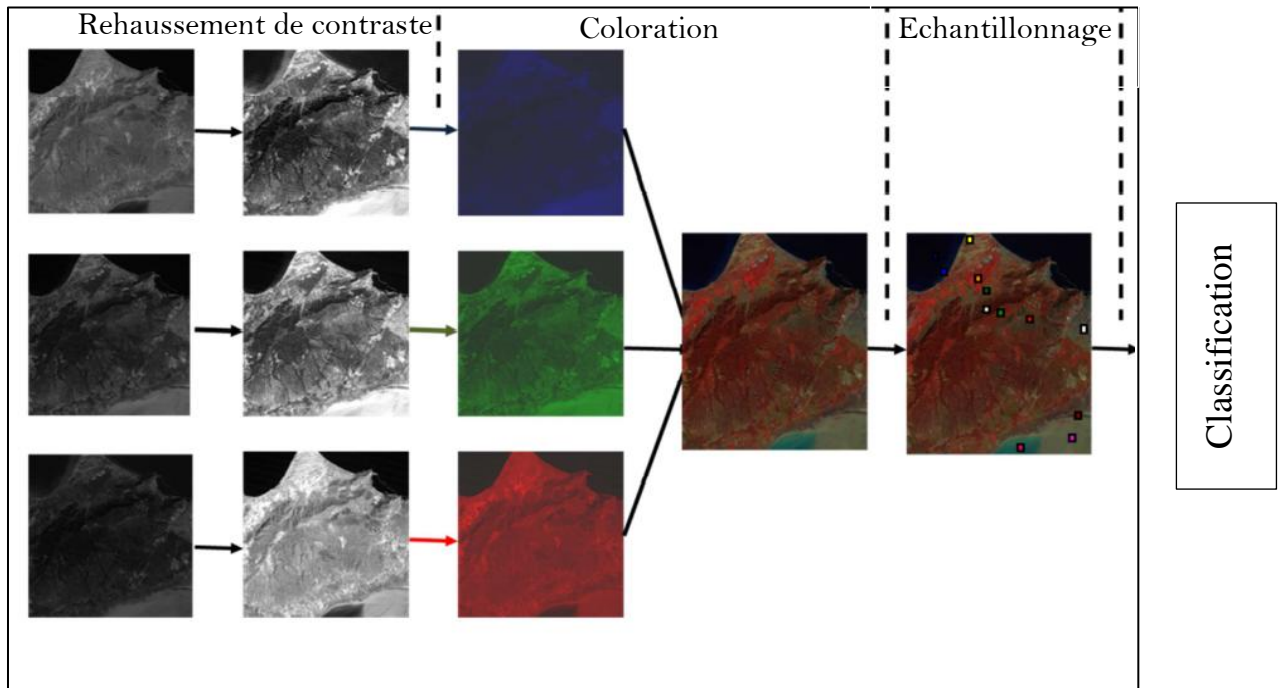 Rehaussement de contraste
Coloration
Echantillonnage
Classification